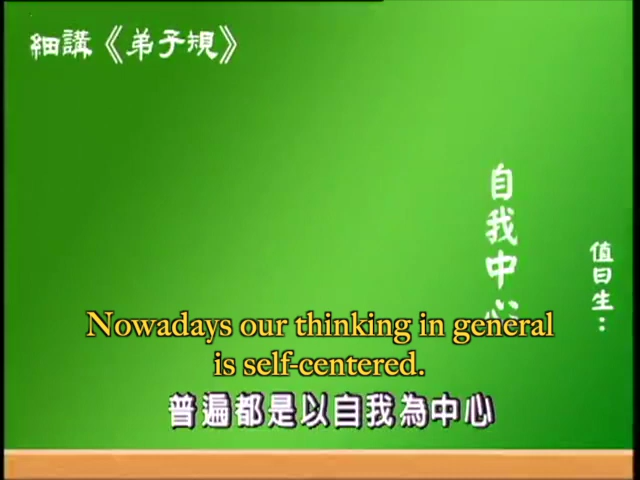 細講《弟子規》
自我中心
值日生：
Nowadays our thinking in general
is self-centered.
普遍都是以自我為中心